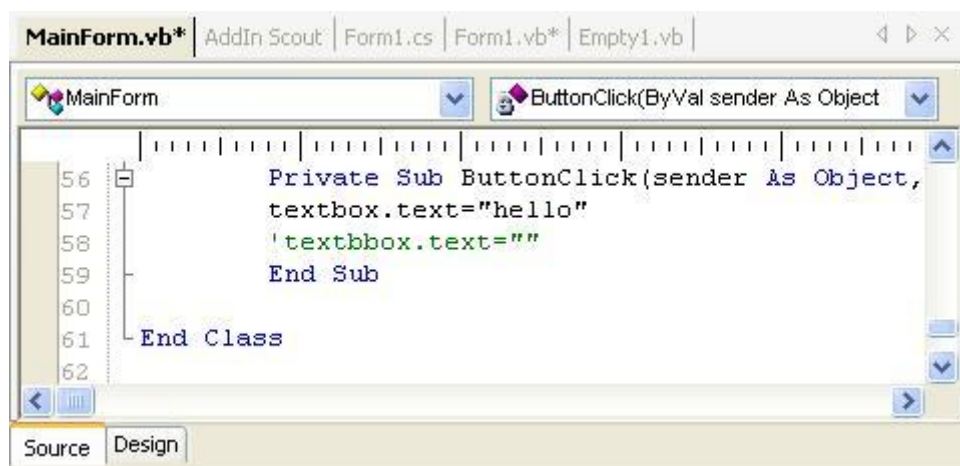 MainForm.vb* AddIn Scout Form1.cs Form1.vb* Empty1.vb
MainForm ButtonClick(ByVal sender As Object
56 Private Sub ButtonClick(sender As Object,
57 textbox.text="hello"
58 'textbbox.text=""
59 End Sub
60
61 End Class
62
Source Design